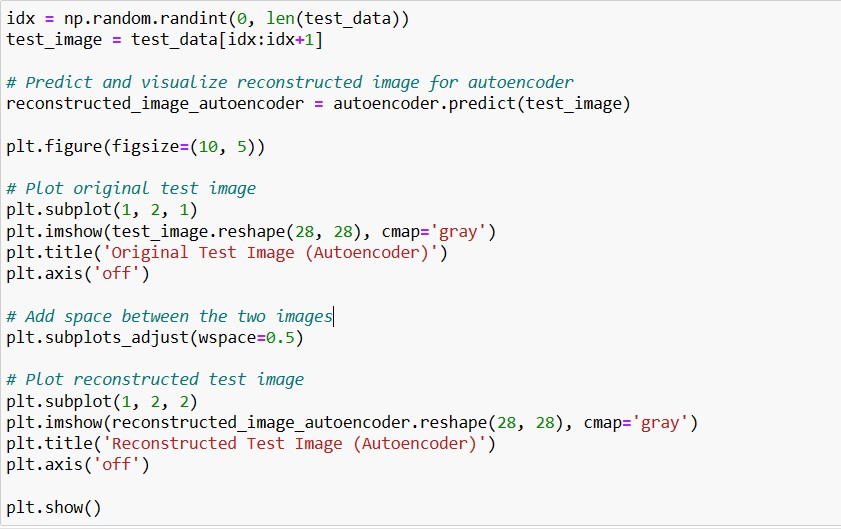 idx = np.random.randint(0, len(test_data))
test_image = test_data[idx:idx+1]
# Predict and visualize reconstructed image for autoencoder
reconstructed_image_autoencoder = autoencoder.predict(test_image)
plt.figure(figsize=(10, 5))
# Plot original test image
plt.subplot(1, 2, 1)
plt.imshow(test_image.reshape(28, 28), cmap='gray')
plt.title('Original Test Image (Autoencoder)')
plt.axis('off')
# Add space between the two images
plt.subplots_adjust(wspace=0.5)
# Plot reconstructed test image
plt.subplot(1, 2, 2)
plt.imshow(reconstructed_image_autoencoder.reshape(28, 28), cmap='gray')
plt.title('Reconstructed Test Image (Autoencoder)')
plt.axis('off')
plt.show()